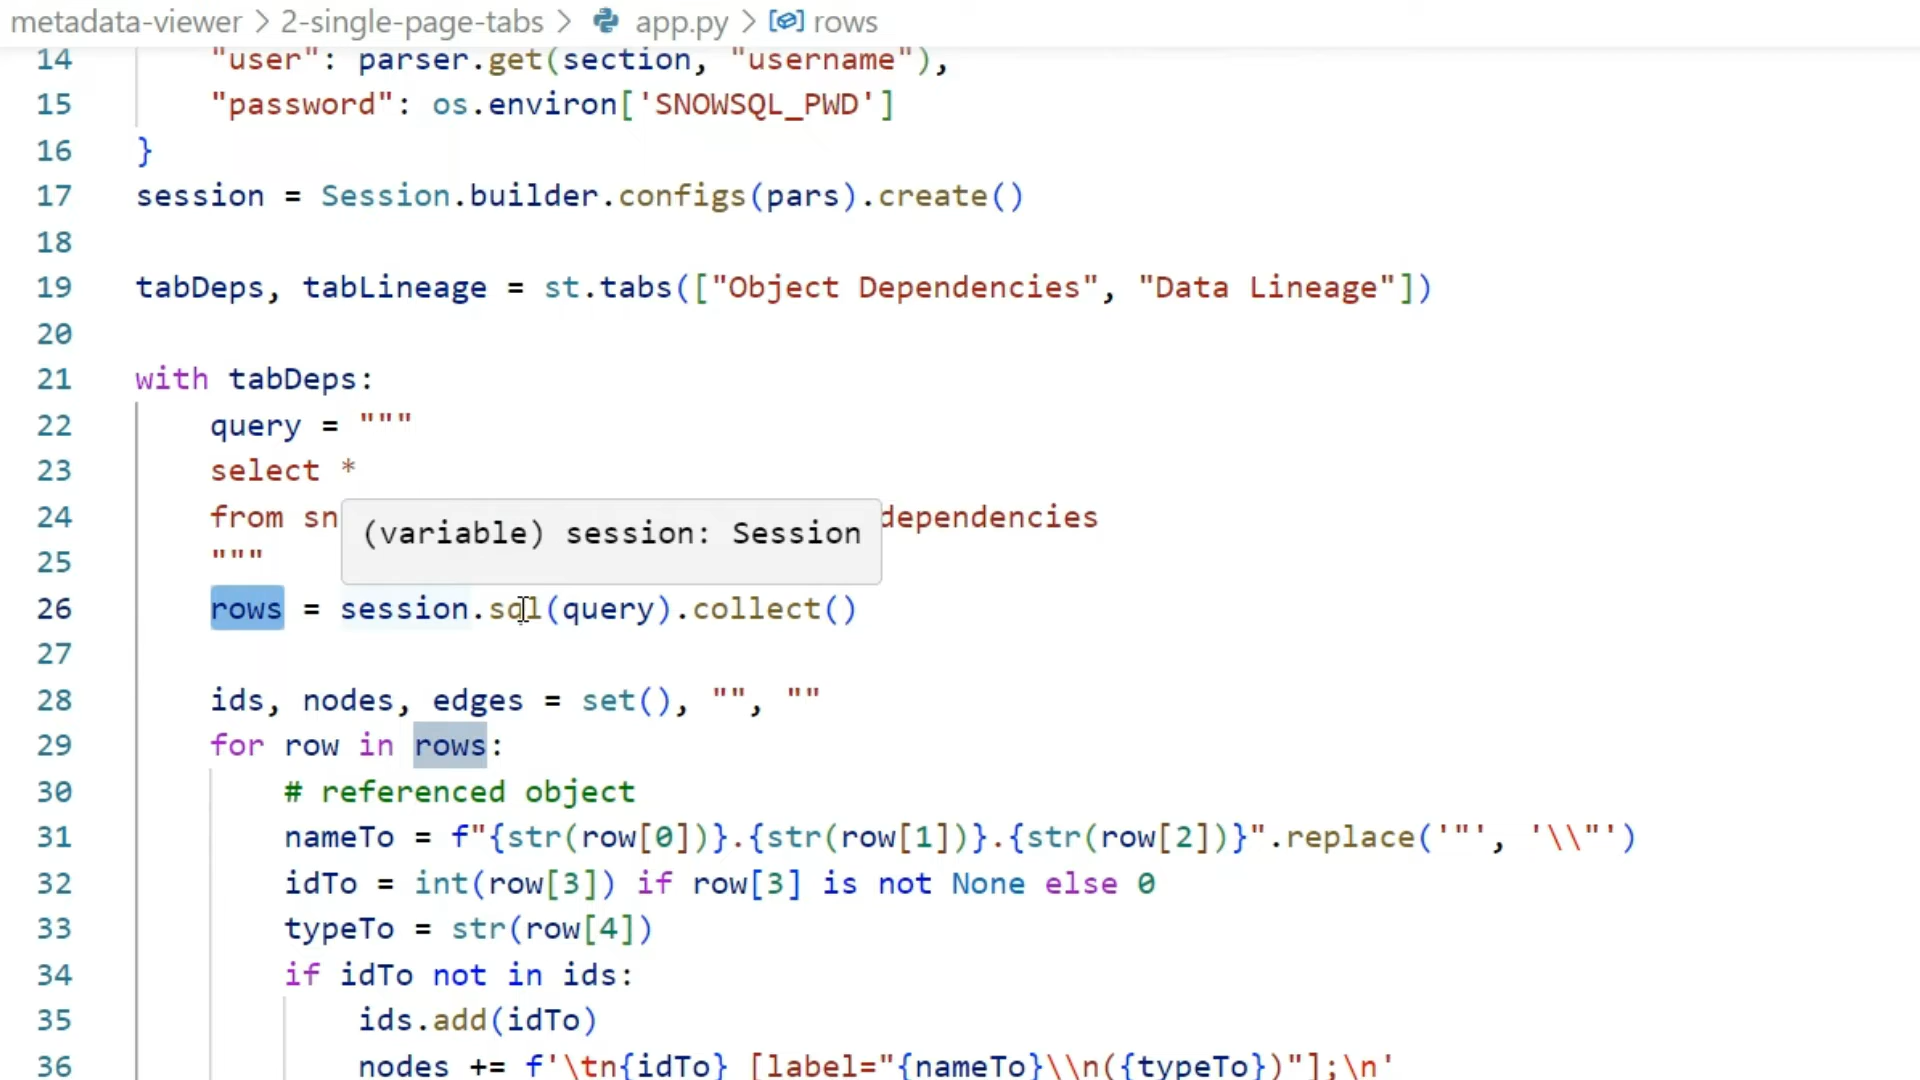 metadata-viewer > 2-single-page-tabs > app.py > rows
14 "user": parser.get(section, "username"),
15 "password": os.environ['SNOWSQL_PWD']
16 }
17 session = Session.builder.configs(pars).create()
18
19 tabDeps, tabLineage = st.tabs(["Object Dependencies", "Data Lineage"])
20
21 with tabDeps:
22 query = """
23 select *
24 from sn dependencies
(variable) session: Session
25 """
26 rows = session.sql(query).collect()
27
28 ids, nodes, edges = set(), "", ""
29 for row in rows:
30 # referenced object
31 nameTo = f"{str(row[0])}.{str(row[1])}.{str(row[2])}".replace('"', '\\"')
32 idTo = int(row[3]) if row[3] is not None else 0
33 typeTo = str(row[4])
34 if idTo not in ids:
35 ids.add(idTo)
36 nodes += f'\tn{idTo} [label="{nameTo}\\n({typeTo})"];\n'